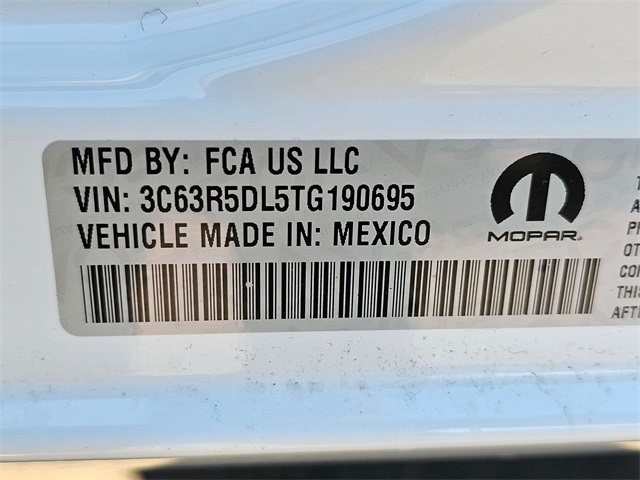 MFD BY: FCA US LLC
VIN: 3C63R5DL5TG190695
VEHICLE MADE IN: MEXICO
MOPAR